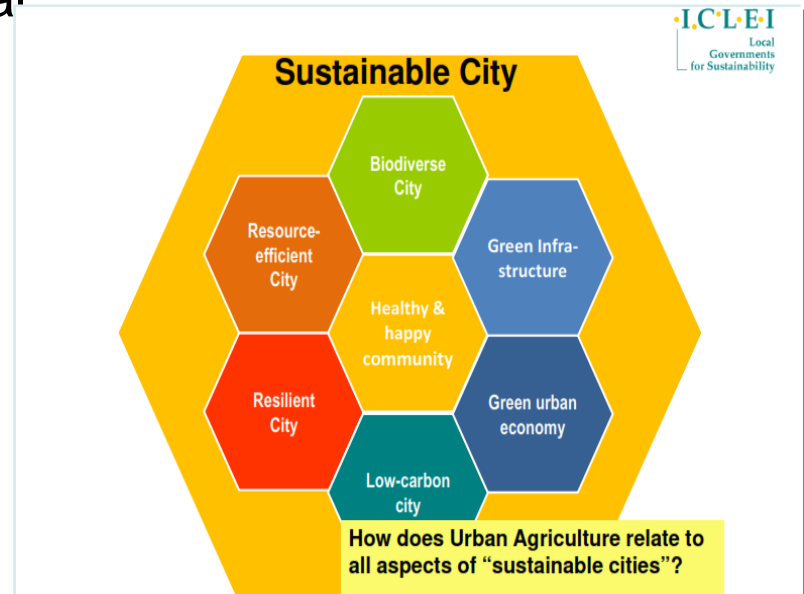 a
·I·C·L·E·I
Local
Governments
for Sustainability
Sustainable City
Biodiverse
City
Resource-
efficient
City
Green Infra-
structure
Healthy &
happy
community
Resilient
City
Green urban
economy
Low-carbon
city
How does Urban Agriculture relate to
all aspects of “sustainable cities”?